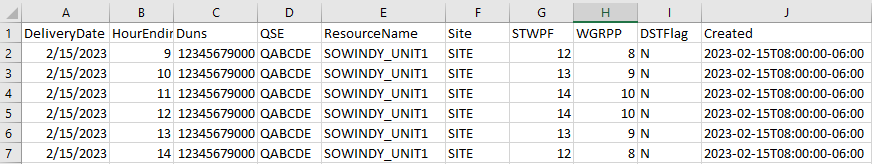 A B C D E F G H I J
1 DeliveryDate HourEndin Duns QSE ResourceName Site STWPF WGRPP DSTFlag Created
2 2/15/2023 9 12345679000 QABCDE SOWINDY_UNIT1 SITE 12 8 N 2023-02-15T08:00:00-06:00
3 2/15/2023 10 12345679000 QABCDE SOWINDY_UNIT1 SITE 13 9 N 2023-02-15T08:00:00-06:00
4 2/15/2023 11 12345679000 QABCDE SOWINDY_UNIT1 SITE 14 10 N 2023-02-15T08:00:00-06:00
5 2/15/2023 12 12345679000 QABCDE SOWINDY_UNIT1 SITE 14 10 N 2023-02-15T08:00:00-06:00
6 2/15/2023 13 12345679000 QABCDE SOWINDY_UNIT1 SITE 13 9 N 2023-02-15T08:00:00-06:00
7 2/15/2023 14 12345679000 QABCDE SOWINDY_UNIT1 SITE 12 8 N 2023-02-15T08:00:00-06:00